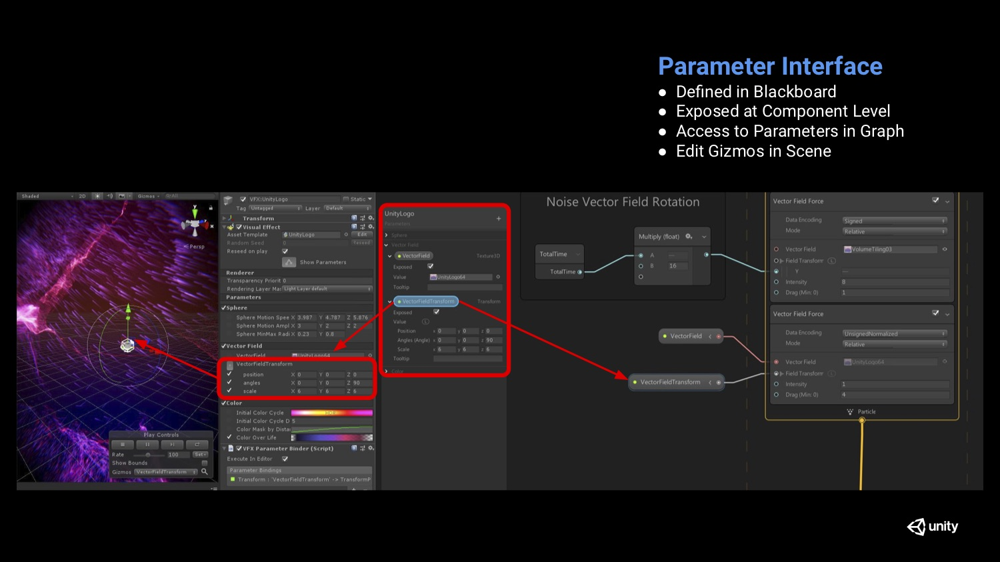 Parameter Interface
● Defined in Blackboard
● Exposed at Component Level
● Access to Parameters in Graph
● Edit Gizmos in Scene
Shaded 2D Gizmos
y
Persp
Play Controls
Rate 100 Set
Show Bounds
Gizmos VectorFieldTransform
VFX:UnityLogo Static
Tag Untagged Layer Default
Transform
Visual Effect
Asset Template UnityLogo Edit
Random Seed 0 Reseed
Reseed on play
Show Parameters
Renderer
Transparency Priorit 0
Rendering Layer Mas Light Layer default
Parameters
Sphere
Sphere Motion Spee X 3.987 Y 4.787 Z 5.876
Sphere Motion Ampl X 3 Y 2 Z 2
Sphere MinMax Radi X 0.23 Y 0.8
Vector Field
VectorField UnityLogo64
VectorFieldTransform
position X 0 Y 0 Z 0
angles X 0 Y 0 Z 90
scale X 6 Y 6 Z 6
Color
Initial Color Cycle HDR
Initial Color Cycle D 5
Color Mask by Dista
Color Over Life
VFX Parameter Binder (Script)
Execute In Editor
Parameter Bindings
Transform : 'VectorFieldTransform' -> TransformP
UnityLogo +
Parameters
Sphere
Vector Field
VectorField Texture3D
Exposed
Value UnityLogo64
Tooltip
VectorFieldTransform Transform
Exposed
Value L
Position x 0 y 0 z 0
Angles (Angle) x 0 y 0 z 90
Scale x 6 y 6 z 6
Tooltip
Color
Noise Vector Field Rotation
TotalTime
TotalTime
Multiply (float)
A
B 16
VectorField
VectorFieldTransform
Vector Field Force
Data Encoding Signed
Mode Relative
Vector Field VolumeTiling03
Field Transform L
Y
Intensity 8
Drag (Min: 0) 1
Vector Field Force
Data Encoding UnsignedNormalized
Mode Relative
Vector Field UnityLogo64
Field Transform L
Intensity 1
Drag (Min: 0) 4
Particle
unity